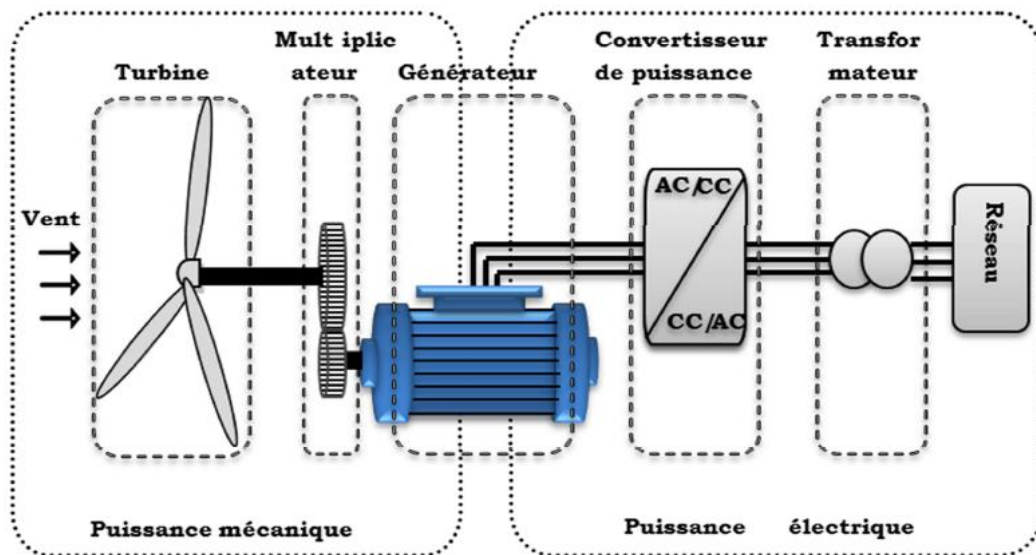 Turbine
Mult iplic
ateur
Générateur
Convertisseur
de puissance
Transfor
mateur
Vent
AC/CC
CC/AC
Réseau
Puissance mécanique
Puissance électrique